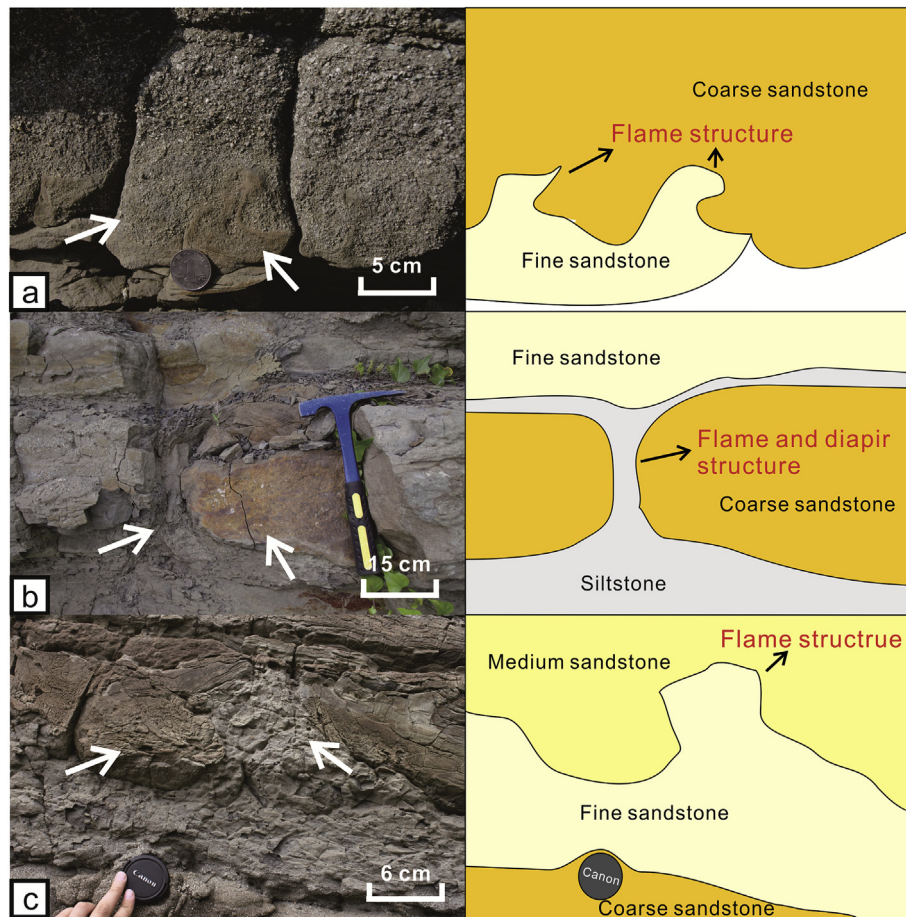 Coarse sandstone
Flame structure
Fine sandstone
5 cm
a
Fine sandstone
Flame and diapir
structure
Coarse sandstone
15 cm
Siltstone
b
Flame structrue
Medium sandstone
Fine sandstone
Canon
6 cm
Canon
c
Coarse sandstone